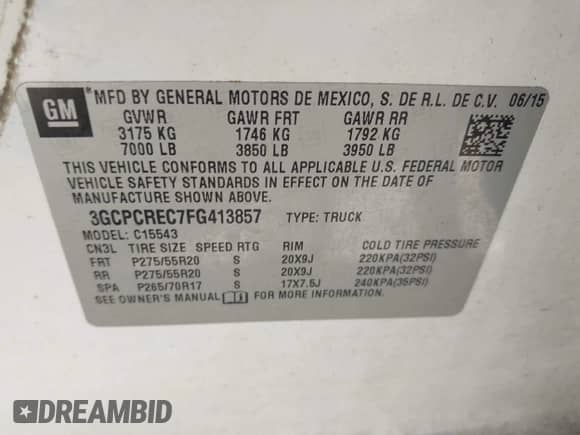 GM
*MFD BY GENERAL MOTORS DE MEXICO, S. DE R.L. DE C.V. 06/15
GVWR GAWR FRT GAWR RR
3175 KG 1746 KG 1792 KG
7000 LB 3850 LB 3950 LB
THIS VEHICLE CONFORMS TO ALL APPLICABLE U.S. FEDERAL MOTOR
VEHICLE SAFETY STANDARDS IN EFFECT ON THE DATE OF
MANUFACTURE SHOWN ABOVE.
3GCPCREC7FG413857 TYPE: TRUCK
MODEL: C15543
CN3L TIRE SIZE SPEED RTG RIM COLD TIRE PRESSURE
FRT P275/55R20 S 20X9J 220KPA(32PSI)
RR P275/55R20 S 20X9J 220KPA(32PSI)
SPA P265/70R17 S 17X7.5J 240KPA(35PSI)
SEE OWNER'S MANUAL FOR MORE INFORMATION.
DREAMBID